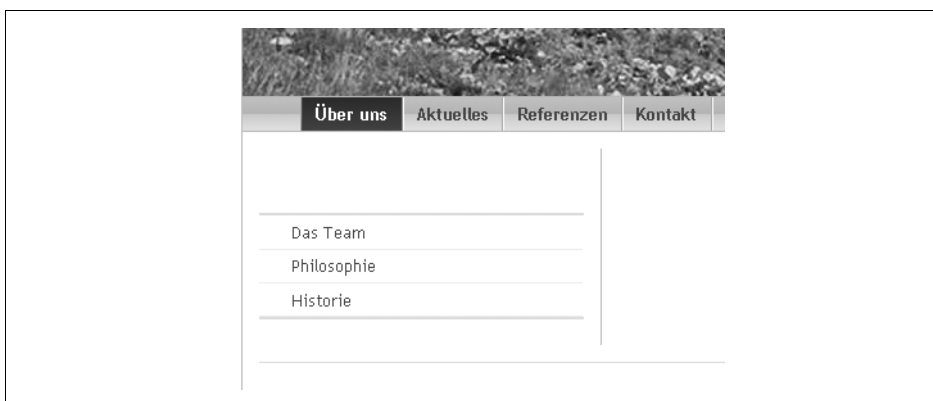 Über uns Aktuelles Referenzen Kontakt
Das Team
Philosophie
Historie